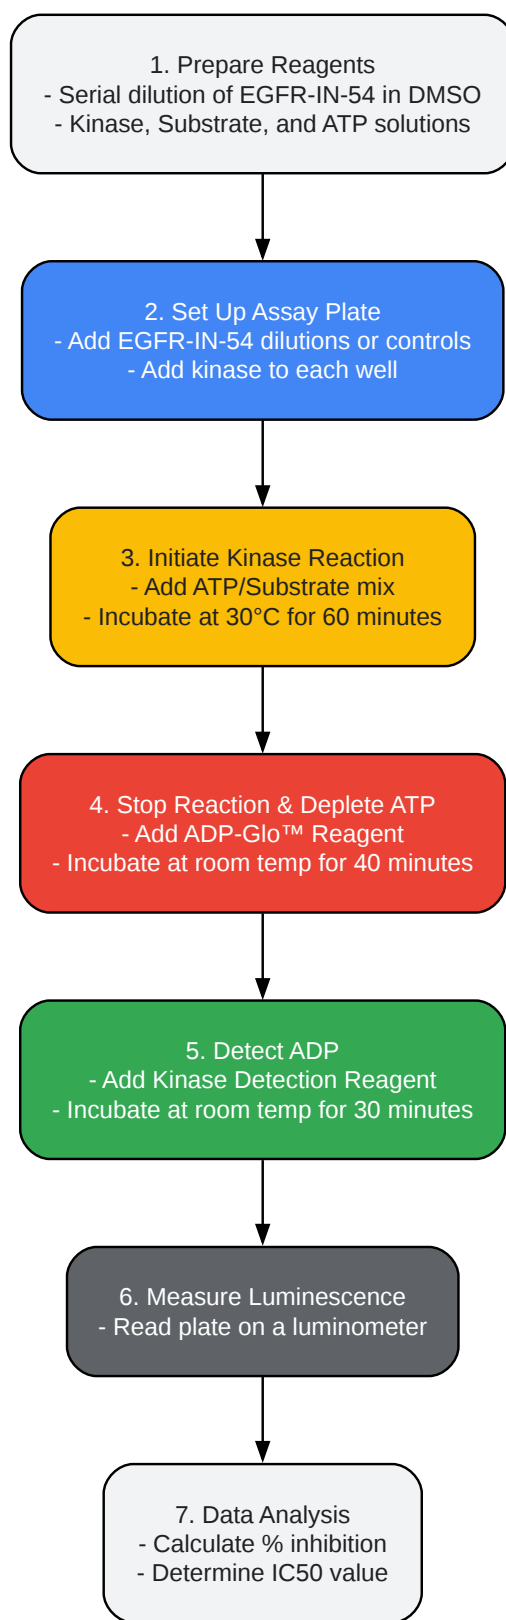 1. Prepare Reagents
- Serial dilution of EGFR-IN-54 in DMSO
- Kinase, Substrate, and ATP solutions
2. Set Up Assay Plate
- Add EGFR-IN-54 dilutions or controls
- Add kinase to each well
3. Initiate Kinase Reaction
- Add ATP/Substrate mix
- Incubate at 30°C for 60 minutes
4. Stop Reaction & Deplete ATP
- Add ADP-Glo™ Reagent
- Incubate at room temp for 40 minutes
5. Detect ADP
- Add Kinase Detection Reagent
- Incubate at room temp for 30 minutes
6. Measure Luminescence
- Read plate on a luminometer
7. Data Analysis
- Calculate % inhibition
- Determine IC50 value